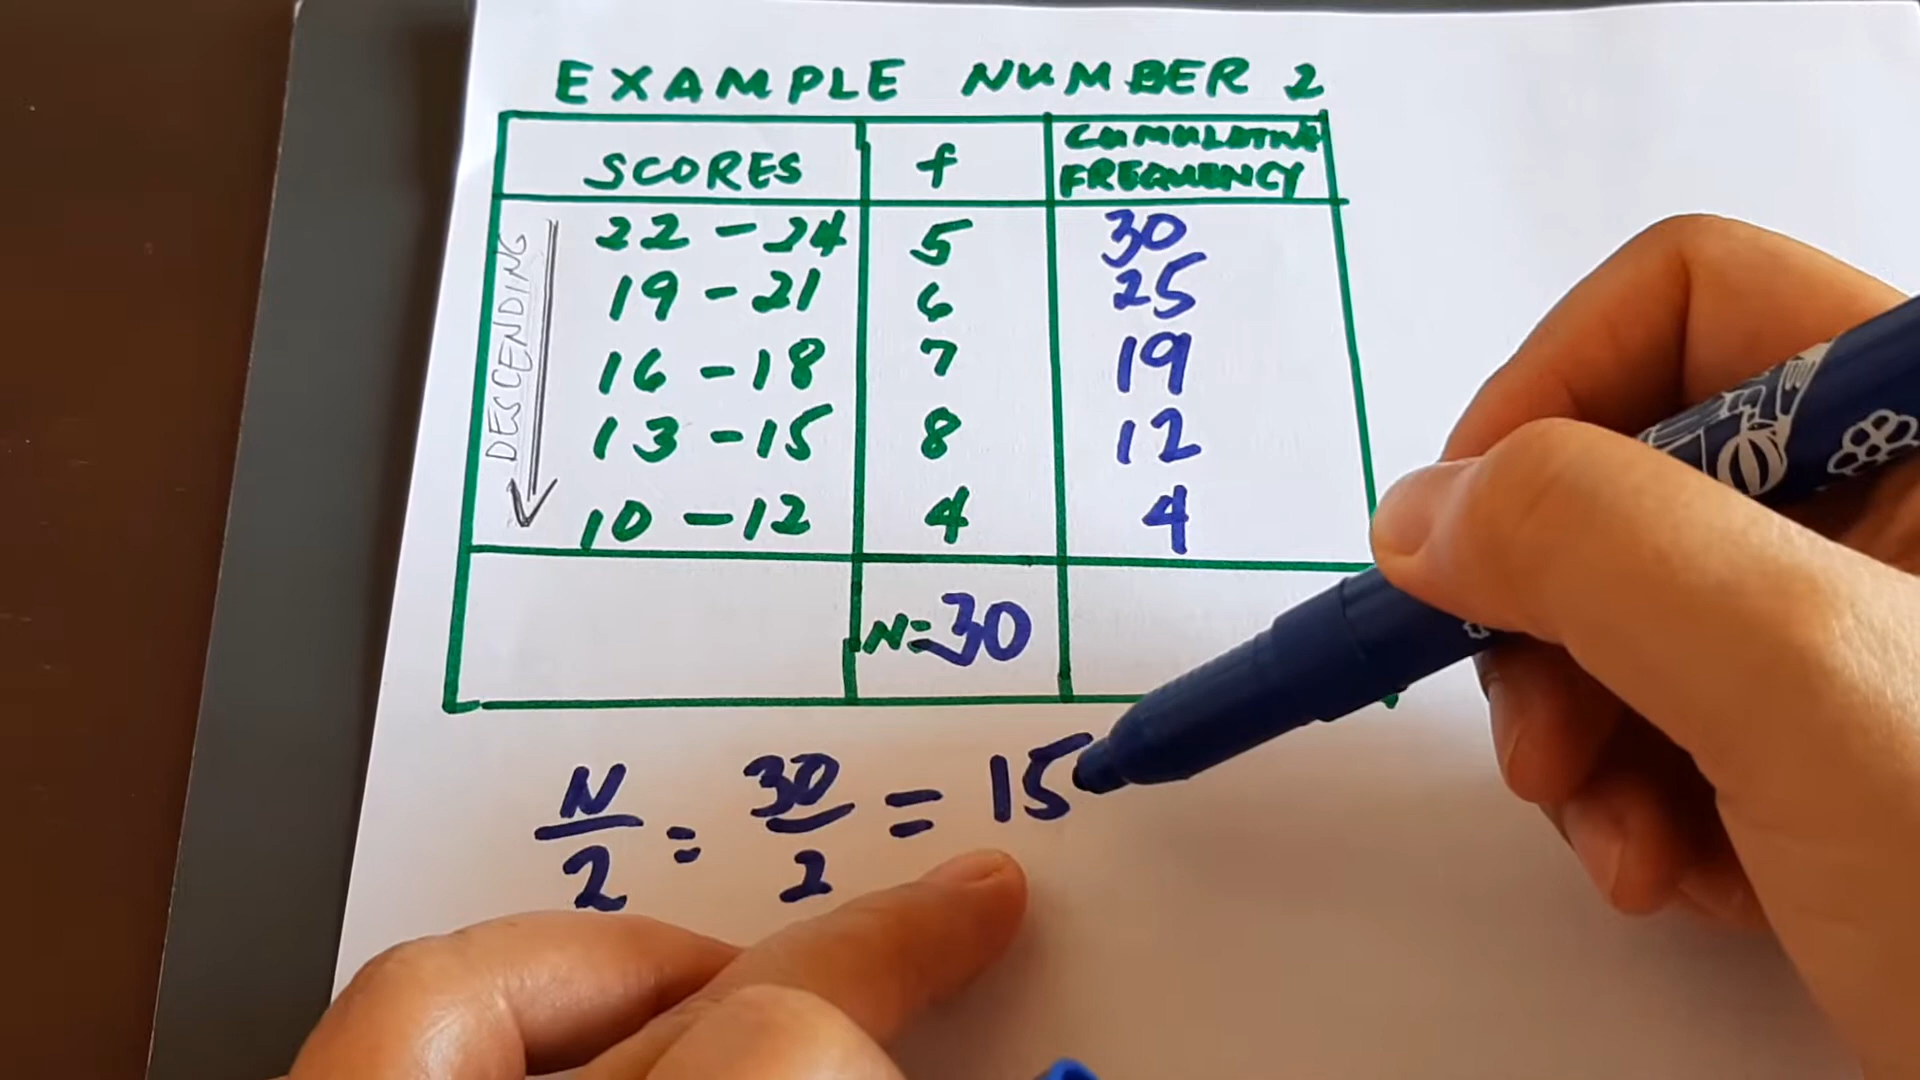 EXAMPLE NUMBER 2
SCORES f CUMULATIVE FREQUENCY
DESCENDING
22 - 24 5 30
19 - 21 6 25
16 - 18 7 19
13 - 15 8 12
10 - 12 4 4
N=30
N/2 = 30/2 = 15